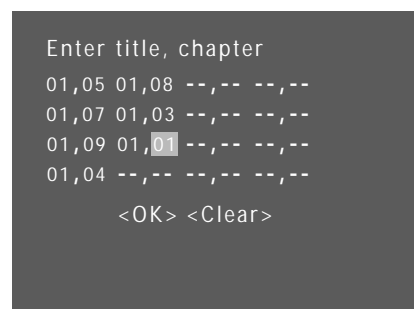 Enter title, chapter
01,05 01,08 --,-- --,--
01,07 01,03 --,-- --,--
01,09 01,01 --,-- --,--
01,04 --,-- --,-- --,--
<OK> <Clear>